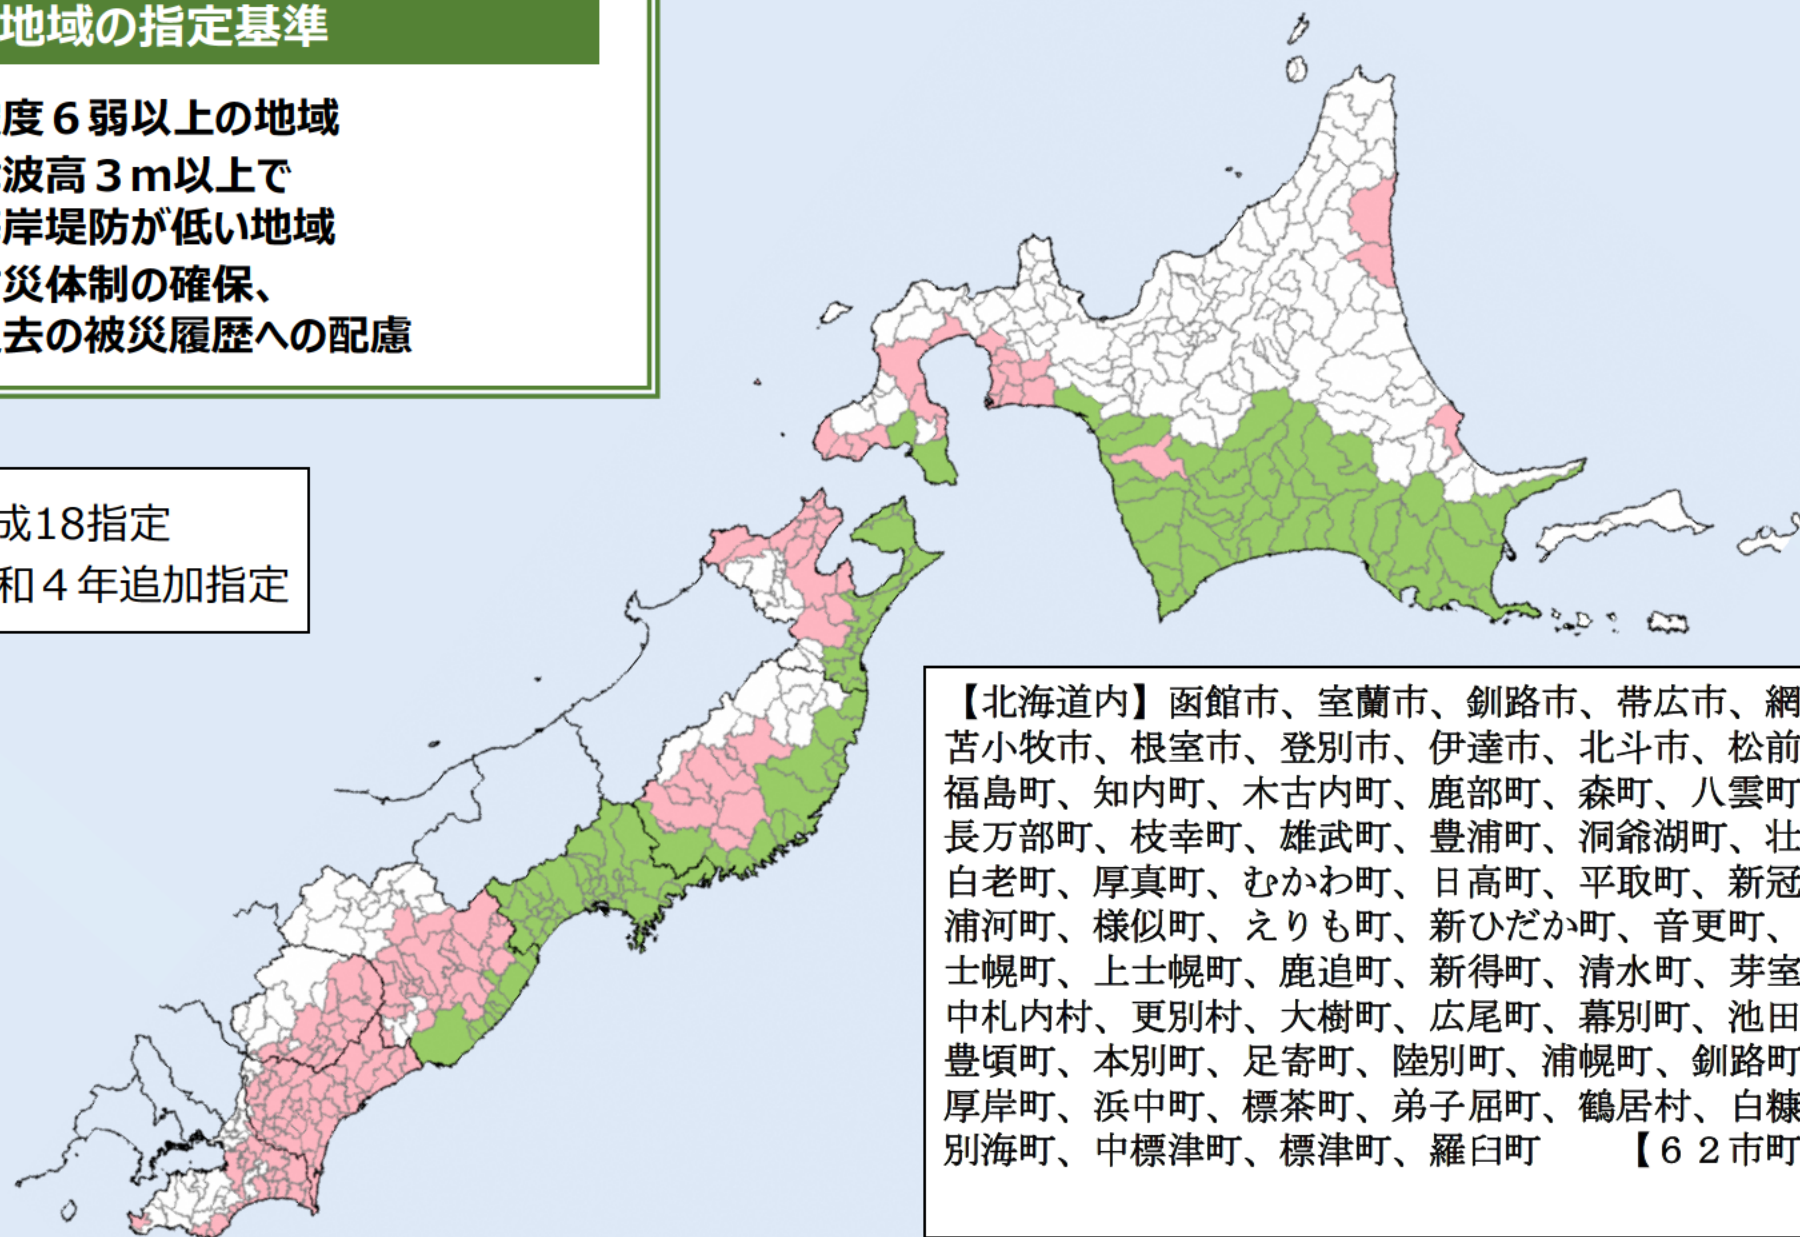 地域の指定基準
度６弱以上の地域
波高３ｍ以上で
岸堤防が低い地域
災体制の確保、
去の被災履歴への配慮
成18指定
和４年追加指定
【北海道内】函館市、室蘭市、釧路市、帯広市、網
苫小牧市、根室市、登別市、伊達市、北斗市、松前
福島町、知内町、木古内町、鹿部町、森町、八雲町
長万部町、枝幸町、雄武町、豊浦町、洞爺湖町、壮
白老町、厚真町、むかわ町、日高町、平取町、新冠
浦河町、様似町、えりも町、新ひだか町、音更町、
士幌町、上士幌町、鹿追町、新得町、清水町、芽室
中札内村、更別村、大樹町、広尾町、幕別町、池田
豊頃町、本別町、足寄町、陸別町、浦幌町、釧路町
厚岸町、浜中町、標茶町、弟子屈町、鶴居村、白糠
別海町、中標津町、標津町、羅臼町　　【６２市町